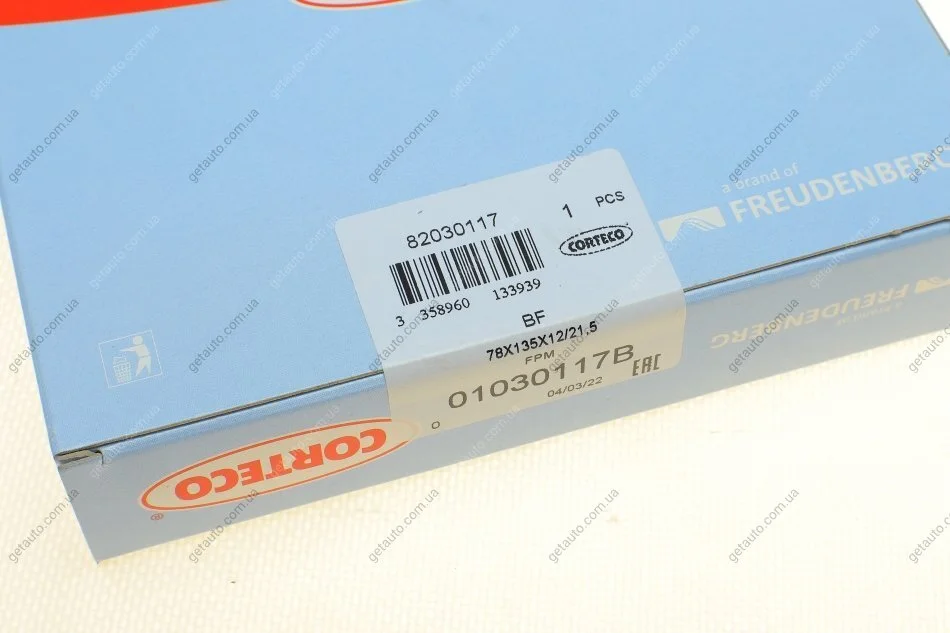 82030117
1 PCS
CORTECO
3 358960 133939
BF
78X135X12/21,5
FPM
01030117B
EAC
04/03/22
0
a brand of
FREUDENBERG
FREUDENBERG
CORTECO
®
getauto.com.ua